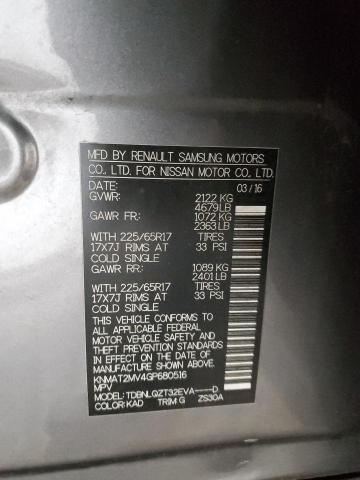 MFD BY RENAULT SAMSUNG MOTORS
CO., LTD. FOR NISSAN MOTOR CO., LTD.
DATE: 03/16
GVWR: 2122 KG
4679LB
GAWR FR: 1072 KG
2363 LB
WITH 225/65R17 TIRES
17X7J RIMS AT 33 PSI
COLD SINGLE
GAWR RR: 1089 KG
2401 LB
WITH 225/65R17 TIRES
17X7J RIMS AT 33 PSI
COLD SINGLE
THIS VEHICLE CONFORMS TO
ALL APPLICABLE FEDERAL
MOTOR VEHICLE SAFETY STANDARDS
IN EFFECT ON THE DATE OF
MANUFACTURE SHOWN ABOVE.
KNMAT2MV4GP680516
MPV
MODEL: TDBNLQZT32EVA----D
COLOR:KAD TRIM:G ZS30A